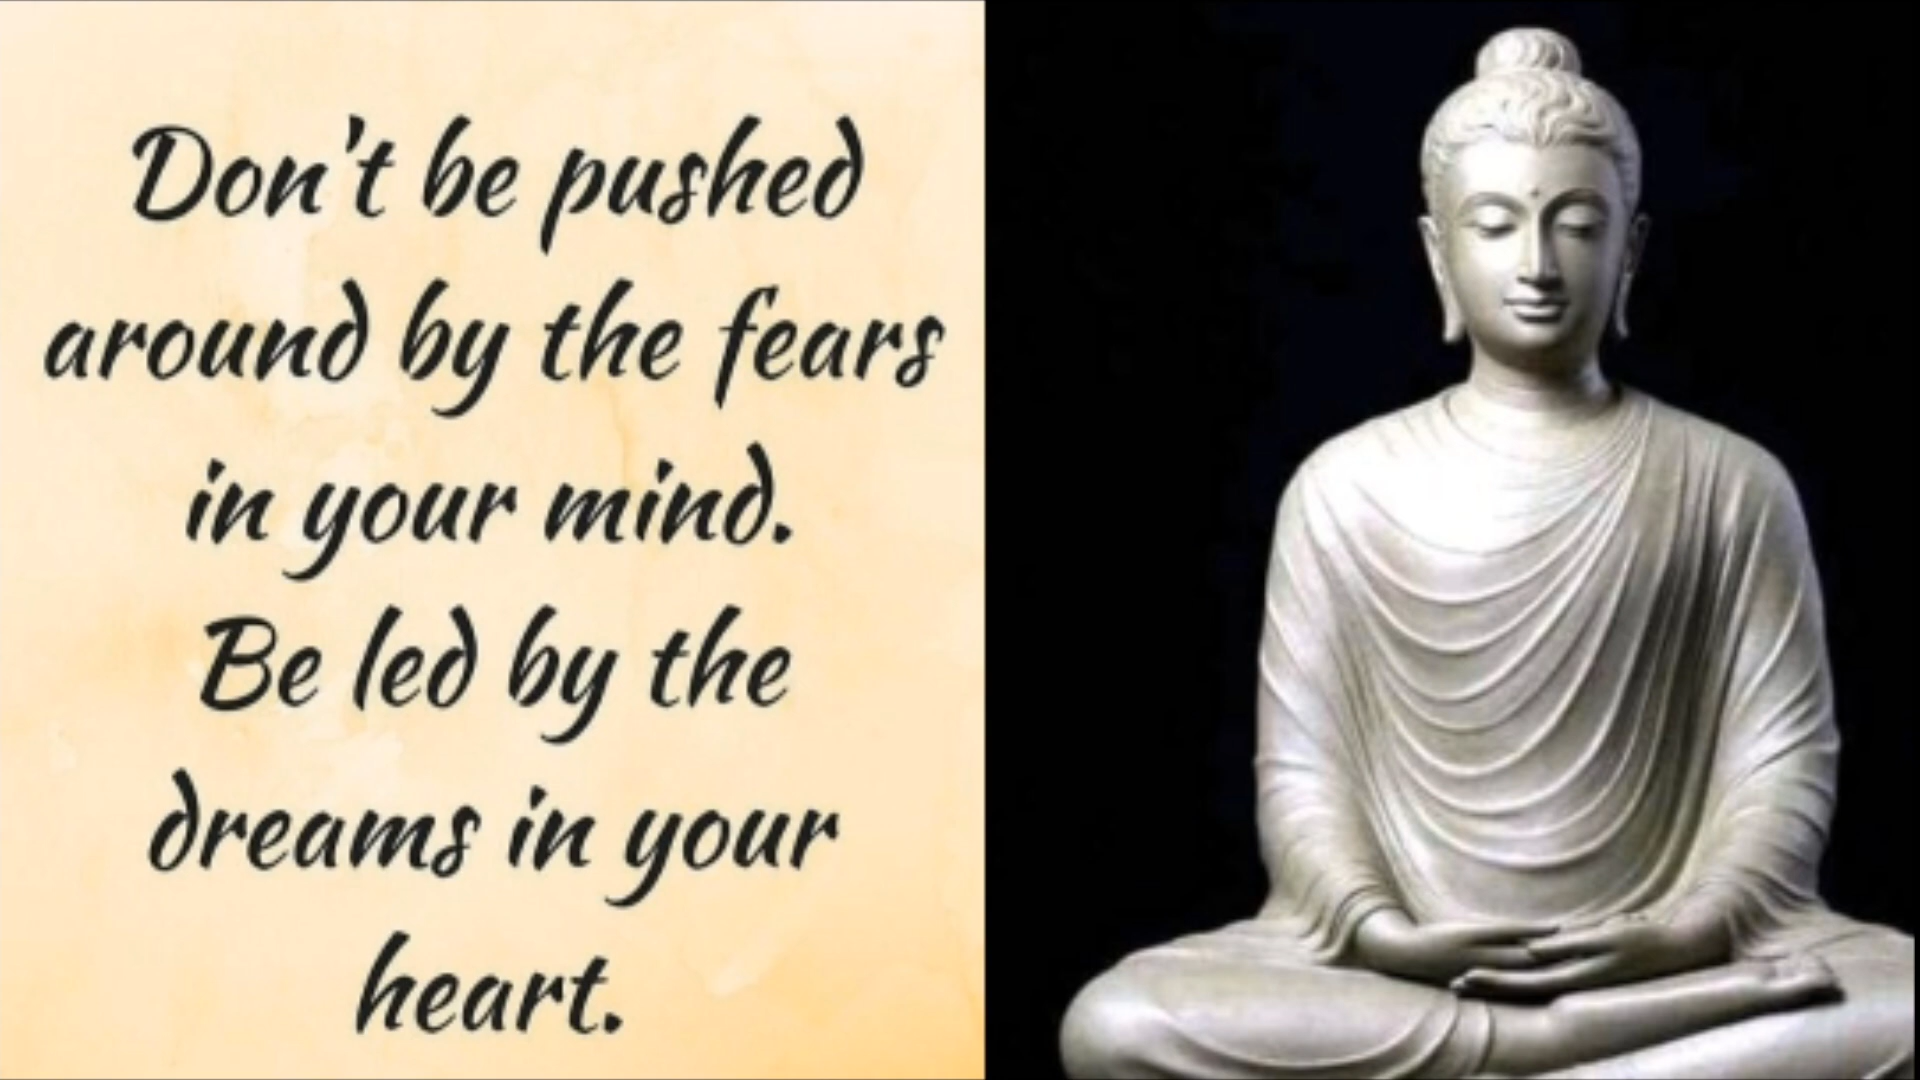 Don't be pushed
around by the fears
in your mind.
Be led by the
dreams in your
heart.